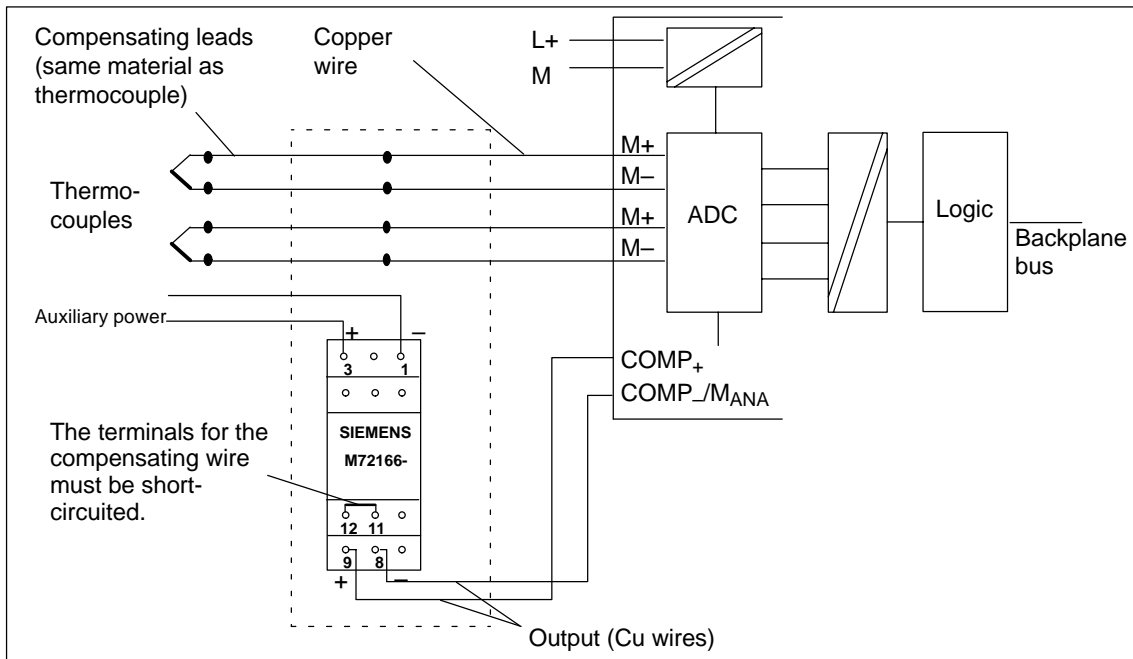 Compensating leads
(same material as
thermocouple)
Copper
wire
L+
M
Thermo-
couples
M+
M–
M+
M–
ADC
Logic
Backplane
bus
Auxiliary power
+
–
3
1
COMP+
COMP–/MANA
SIEMENS
M72166-
The terminals for the
compensating wire
must be short-
circuited.
12 11
9 8
+
–
Output (Cu wires)